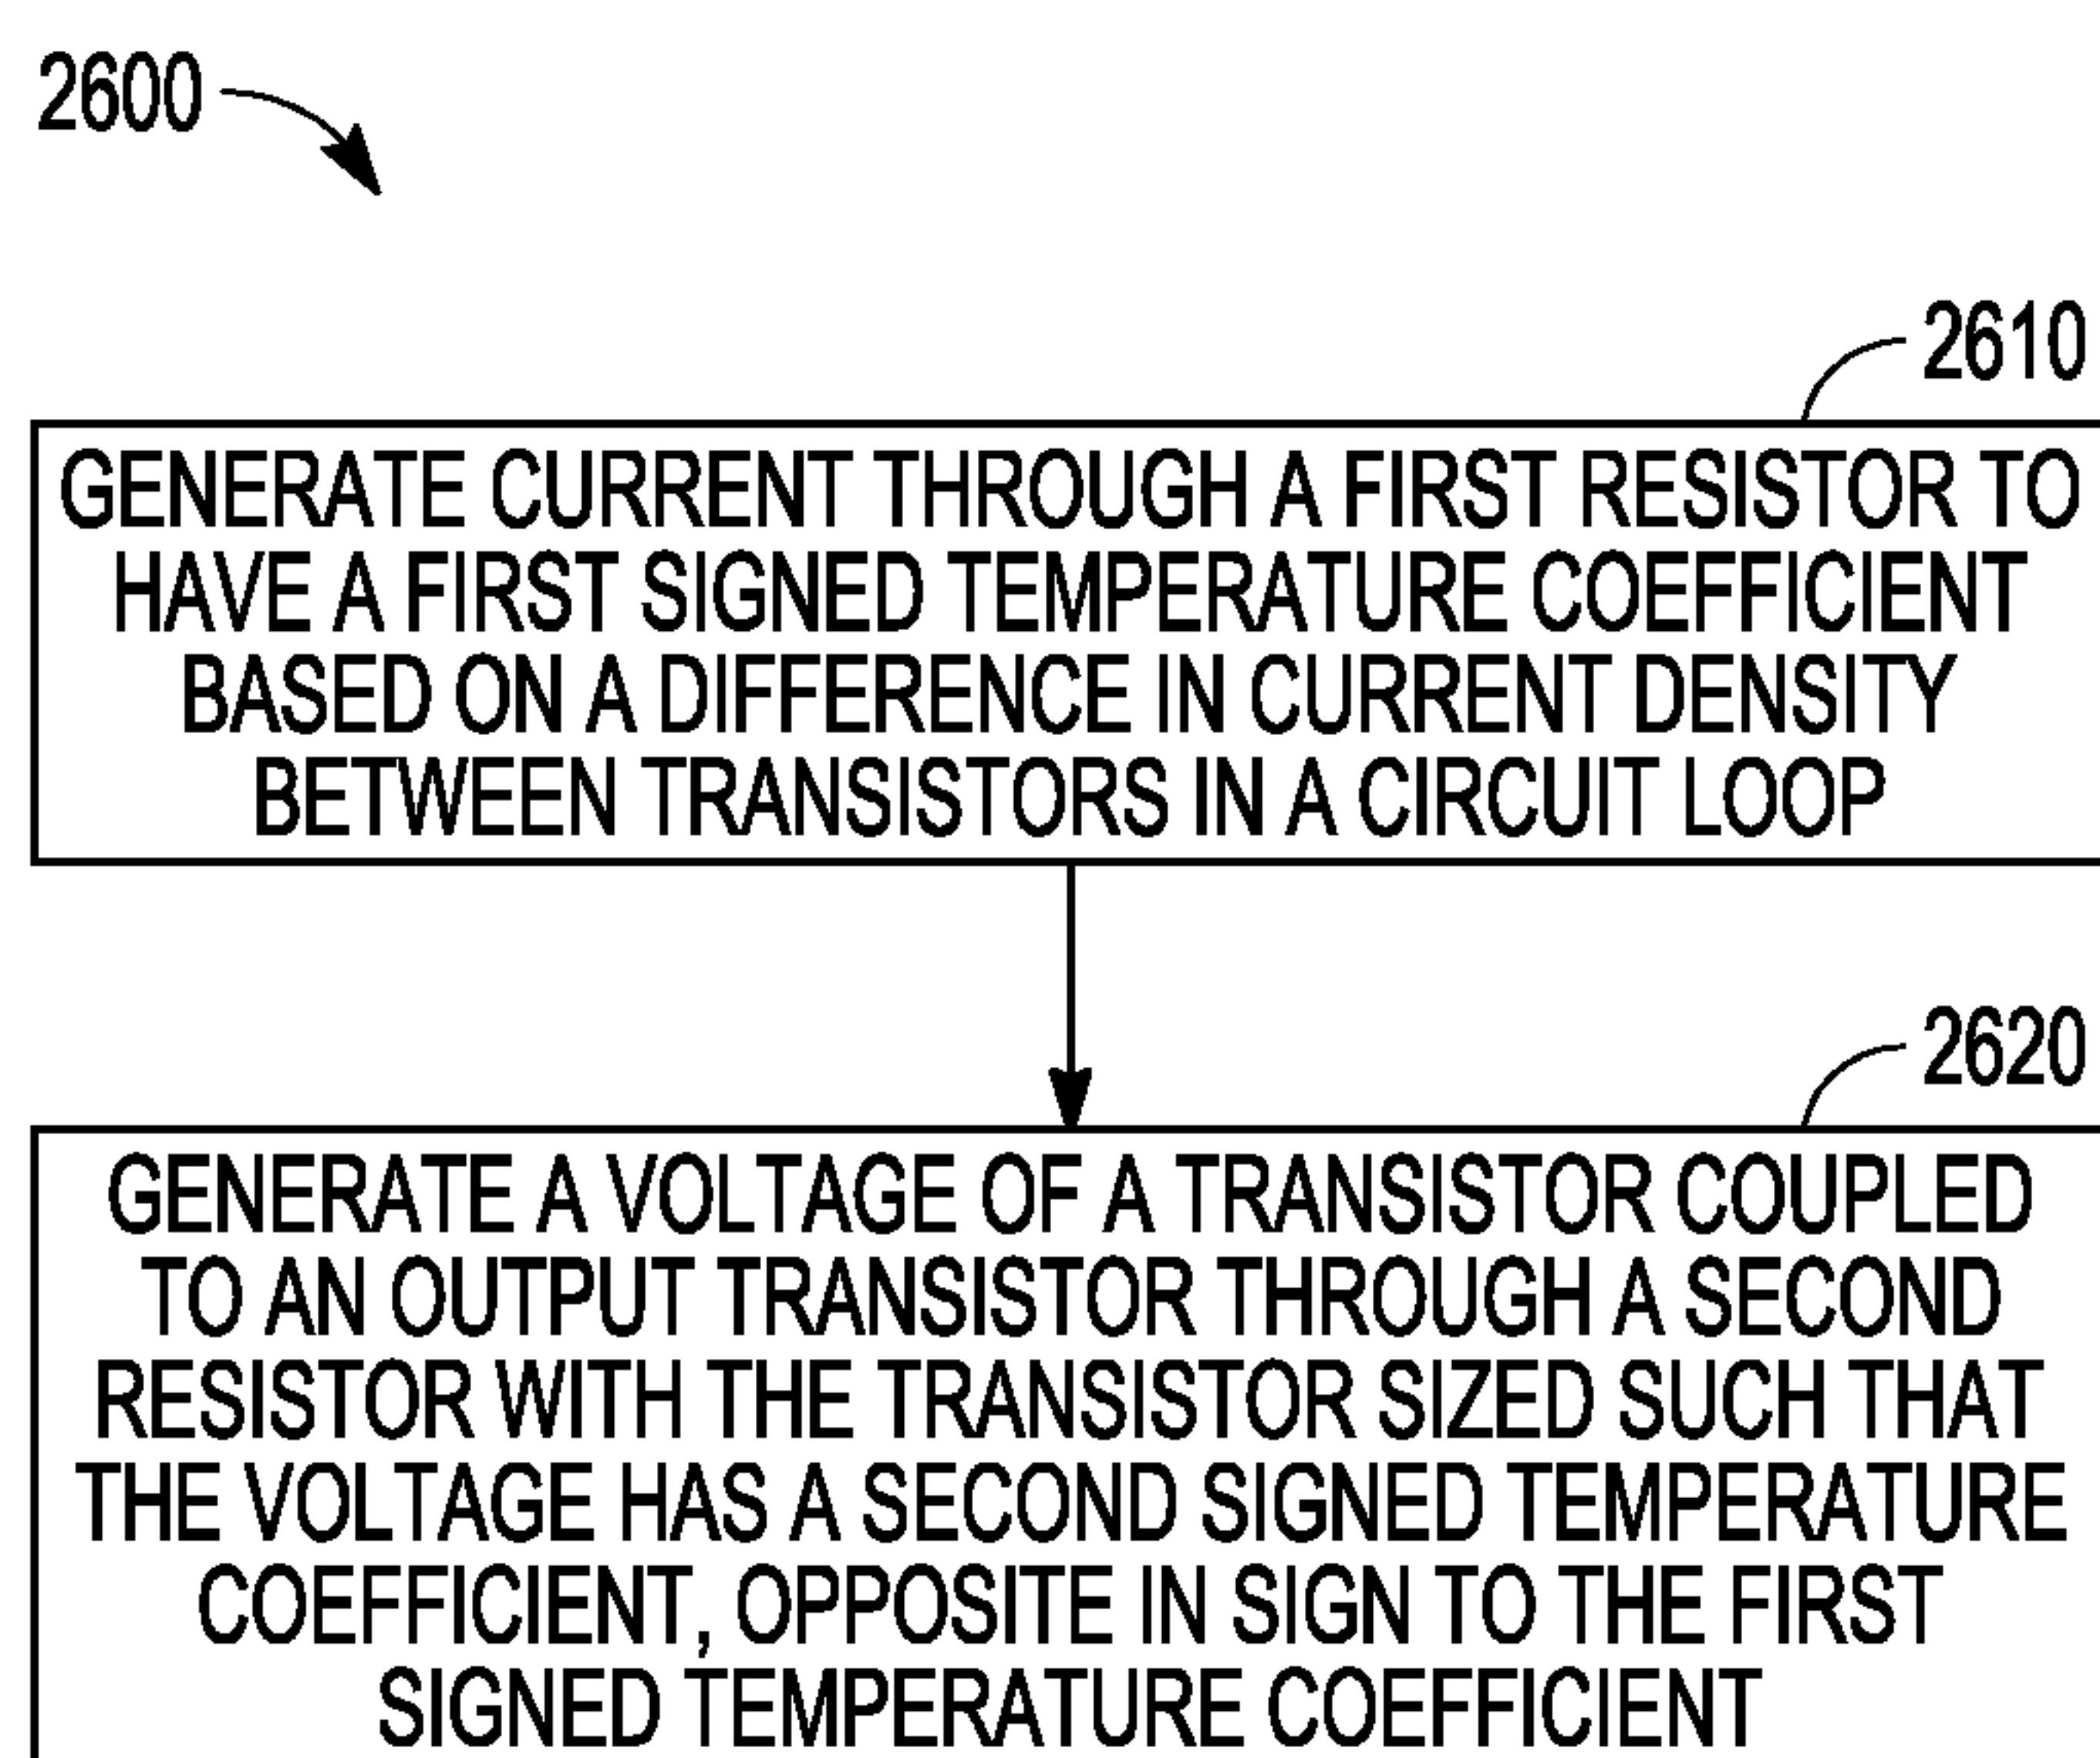 2600
2610
GENERATE CURRENT THROUGH A FIRST RESISTOR TO
HAVE A FIRST SIGNED TEMPERATURE COEFFICIENT
BASED ON A DIFFERENCE IN CURRENT DENSITY
BETWEEN TRANSISTORS IN A CIRCUIT LOOP
2620
GENERATE A VOLTAGE OF A TRANSISTOR COUPLED
TO AN OUTPUT TRANSISTOR THROUGH A SECOND
RESISTOR WITH THE TRANSISTOR SIZED SUCH THAT
THE VOLTAGE HAS A SECOND SIGNED TEMPERATURE
COEFFICIENT, OPPOSITE IN SIGN TO THE FIRST
SIGNED TEMPERATURE COEFFICIENT